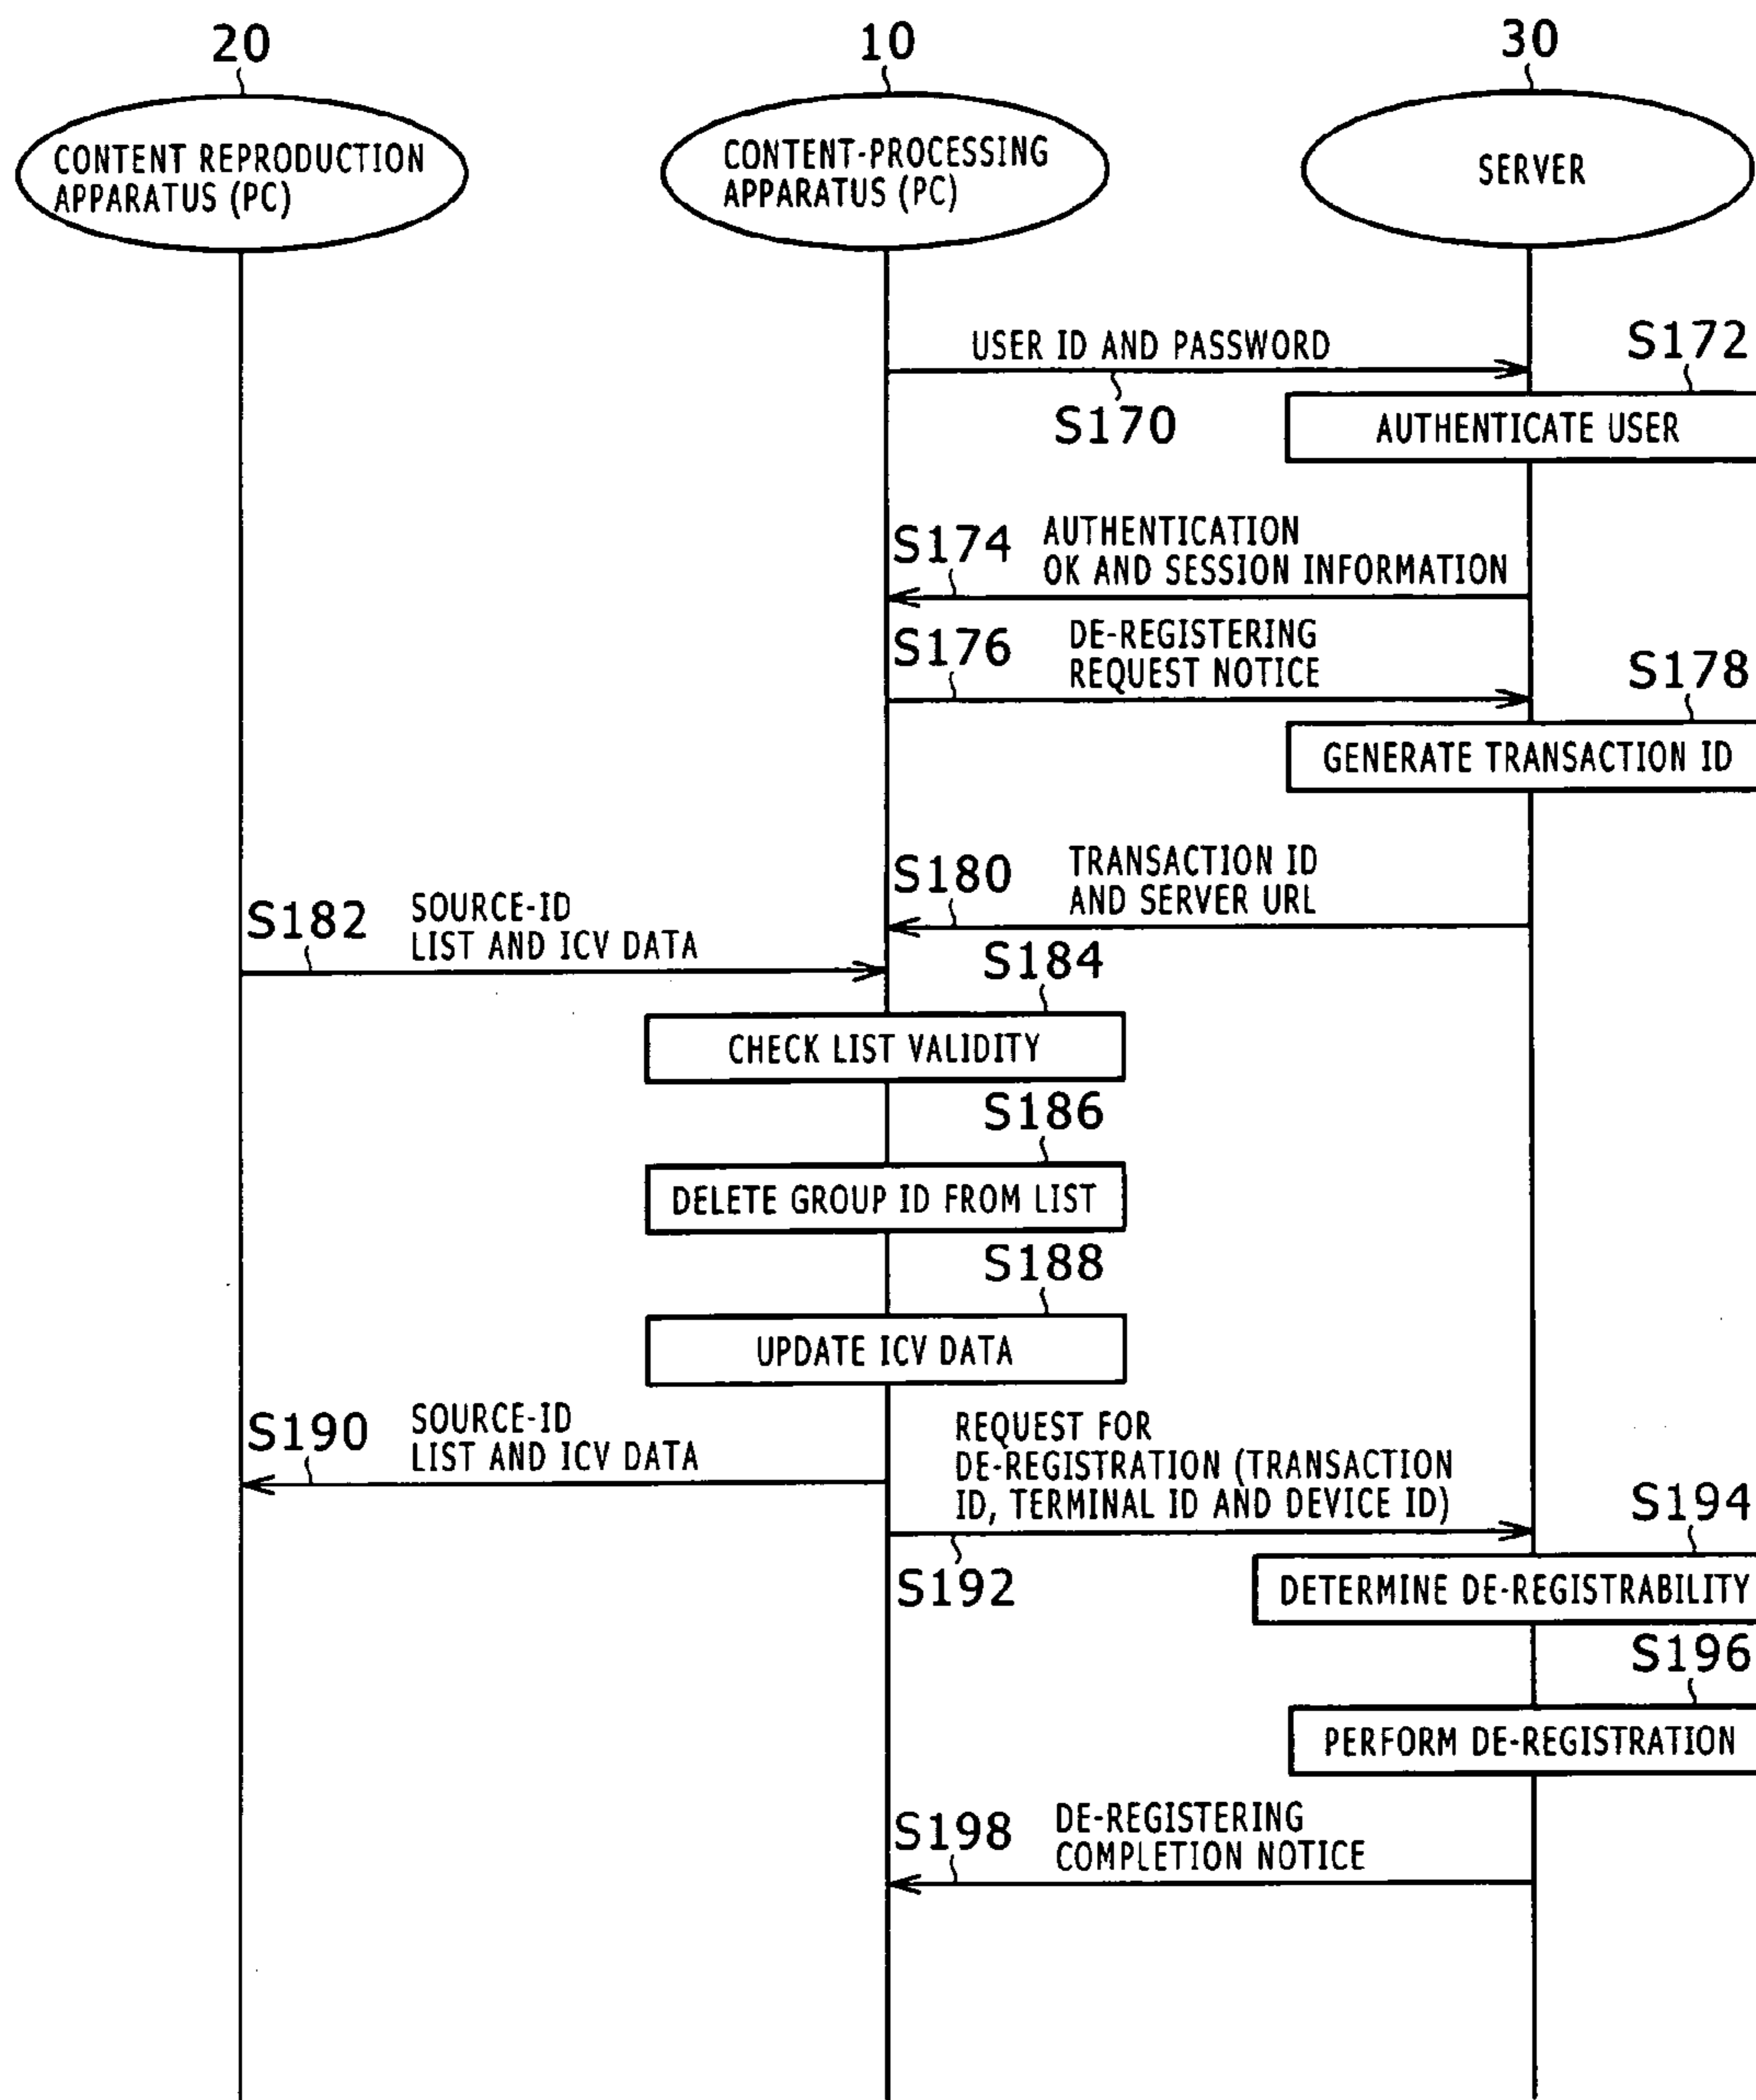 20
10
30
CONTENT REPRODUCTION
APPARATUS (PC)
CONTENT-PROCESSING
APPARATUS (PC)
SERVER
USER ID AND PASSWORD
S170
S172
AUTHENTICATE USER
S174
AUTHENTICATION
OK AND SESSION INFORMATION
S176
DE-REGISTERING
REQUEST NOTICE
S178
GENERATE TRANSACTION ID
S180
TRANSACTION ID
AND SERVER URL
S182
SOURCE-ID
LIST AND ICV DATA
S184
CHECK LIST VALIDITY
S186
DELETE GROUP ID FROM LIST
S188
UPDATE ICV DATA
S190
SOURCE-ID
LIST AND ICV DATA
REQUEST FOR
DE-REGISTRATION (TRANSACTION
ID, TERMINAL ID AND DEVICE ID)
S192
S194
DETERMINE DE-REGISTRABILITY
S196
PERFORM DE-REGISTRATION
S198
DE-REGISTERING
COMPLETION NOTICE